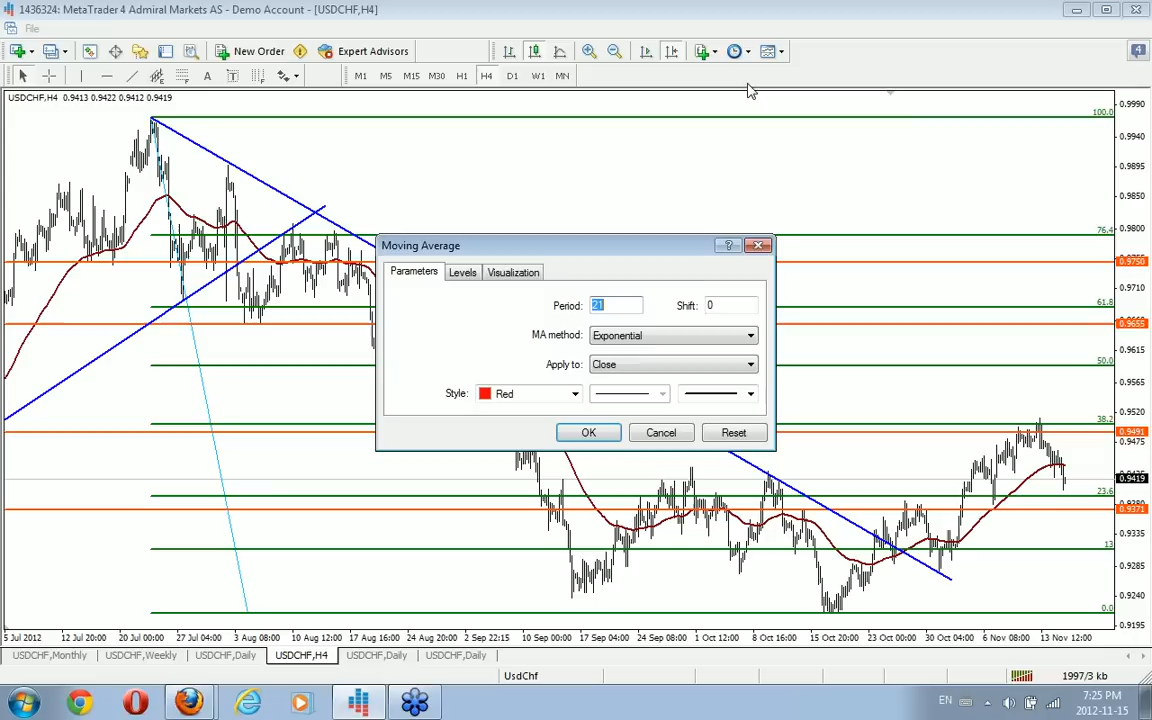 1436324: MetaTrader 4 Admiral Markets AS - Demo Account - [USDCHF,H4]
File
New Order
Expert Advisors
4
A
T
M1 M5 M15 M30 H1 H4 D1 W1 MN
USDCHF,H4 0.9413 0.9422 0.9412 0.9419
100.0
76.4
61.8
50.0
38.2
23.6
13
0.0
0.9990
0.9940
0.9895
0.9850
0.9800
0.9750
0.9710
0.9655
0.9615
0.9565
0.9520
0.9491
0.9475
0.9419
0.9380
0.9371
0.9335
0.9285
0.9240
0.9195
Moving Average
?
Parameters Levels Visualization
Period: 21 Shift: 0
MA method: Exponential
Apply to: Close
Style: Red
OK Cancel Reset
5 Jul 2012 12 Jul 20:00 20 Jul 00:00 27 Jul 04:00 3 Aug 08:00 10 Aug 12:00 17 Aug 16:00 24 Aug 20:00 2 Sep 22:15 10 Sep 00:00 17 Sep 04:00 24 Sep 08:00 1 Oct 12:00 8 Oct 16:00 15 Oct 20:00 23 Oct 00:00 30 Oct 04:00 6 Nov 08:00 13 Nov 12:00
USDCHF,Monthly USDCHF,Weekly USDCHF,Daily USDCHF,H4 USDCHF,Daily USDCHF,Daily
UsdChf
1997/3 kb
EN
7:25 PM
2012-11-15